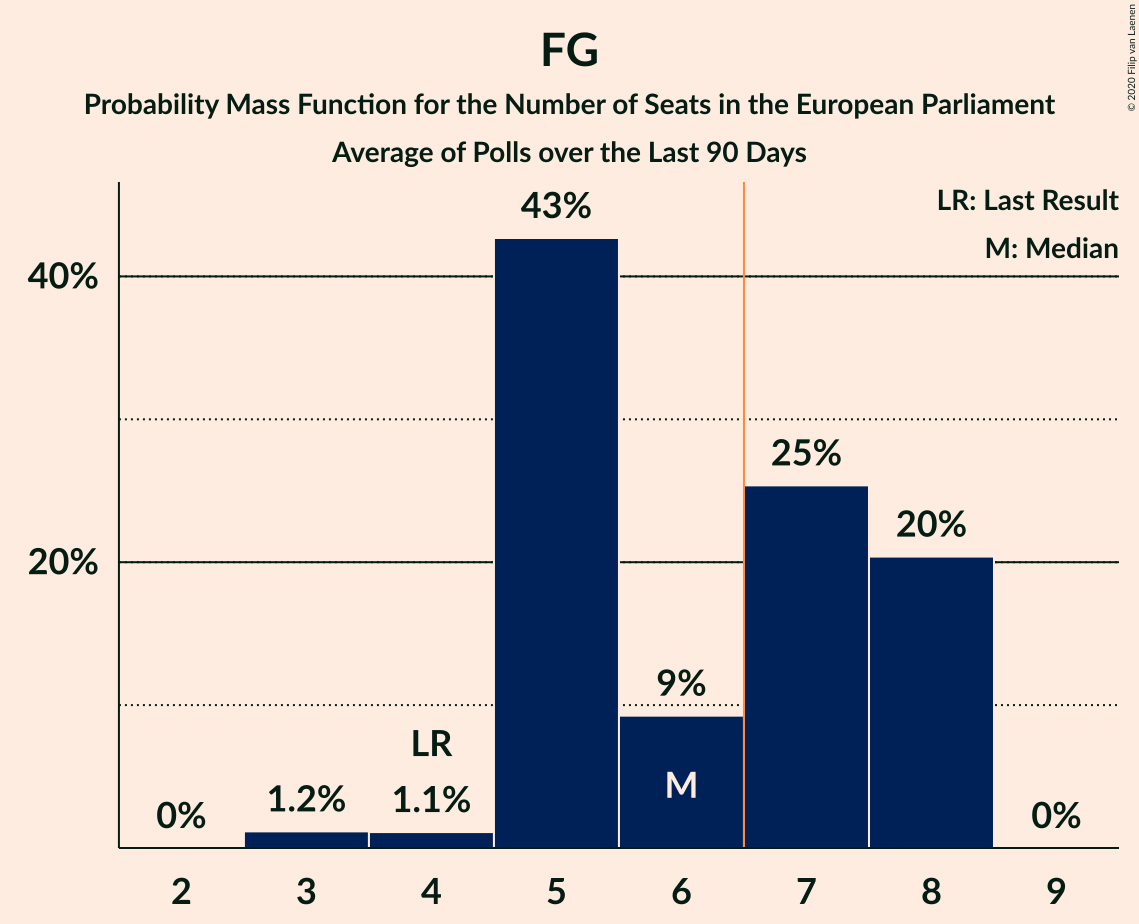 FG
Probability Mass Function for the Number of Seats in the European Parliament
Average of Polls over the Last 90 Days
© 2020 Filip van Laenen
LR: Last Result
M: Median
43%
40%
25%
20%
20%
9%
LR
M
0%
1.2%
1.1%
0%
2 3 4 5 6 7 8 9